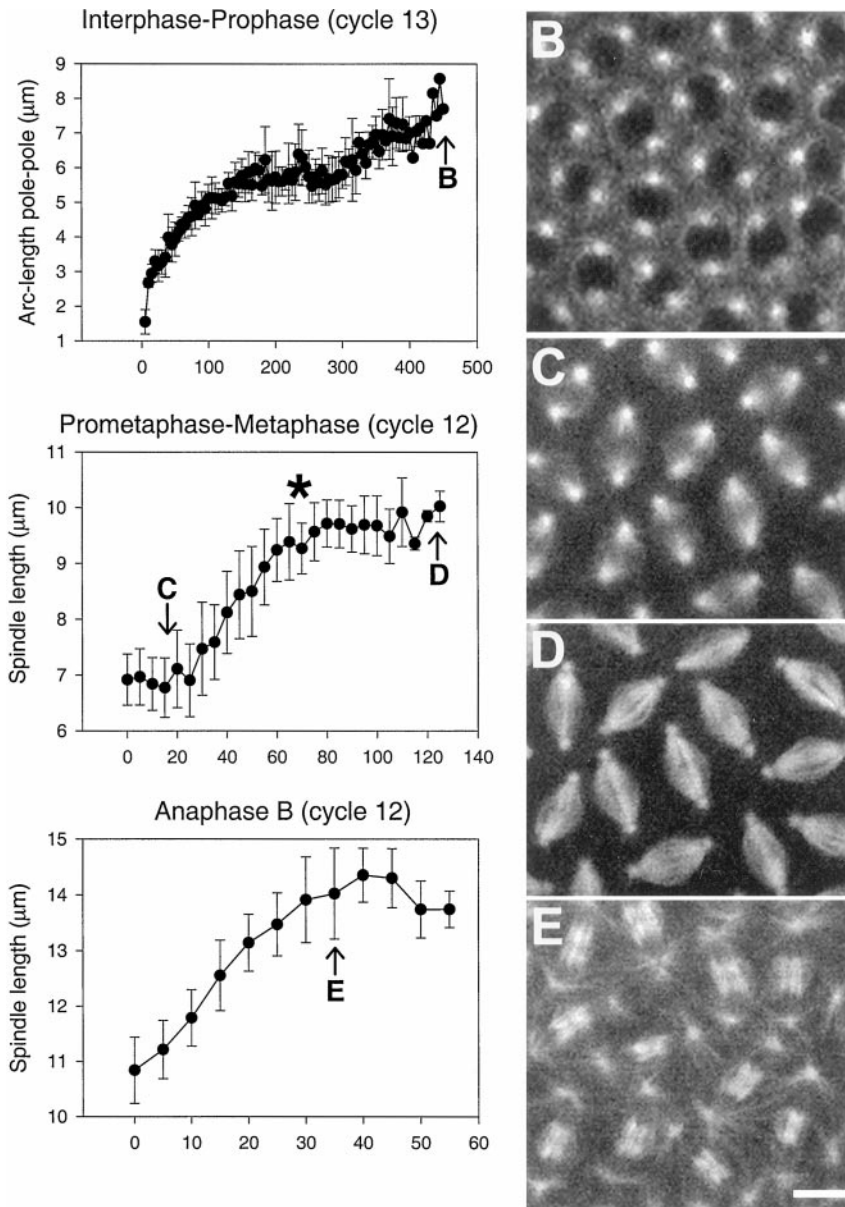 Interphase-Prophase (cycle 13)
Arc-length pole-pole (μm)
9
8
7
6
5
4
3
2
1
B
0 100 200 300 400 500
Prometaphase-Metaphase (cycle 12)
Spindle length (μm)
11
10
9
8
7
6
C
*
D
0 20 40 60 80 100 120 140
Anaphase B (cycle 12)
Spindle length (μm)
15
14
13
12
11
10
E
0 10 20 30 40 50 60
B
C
D
E